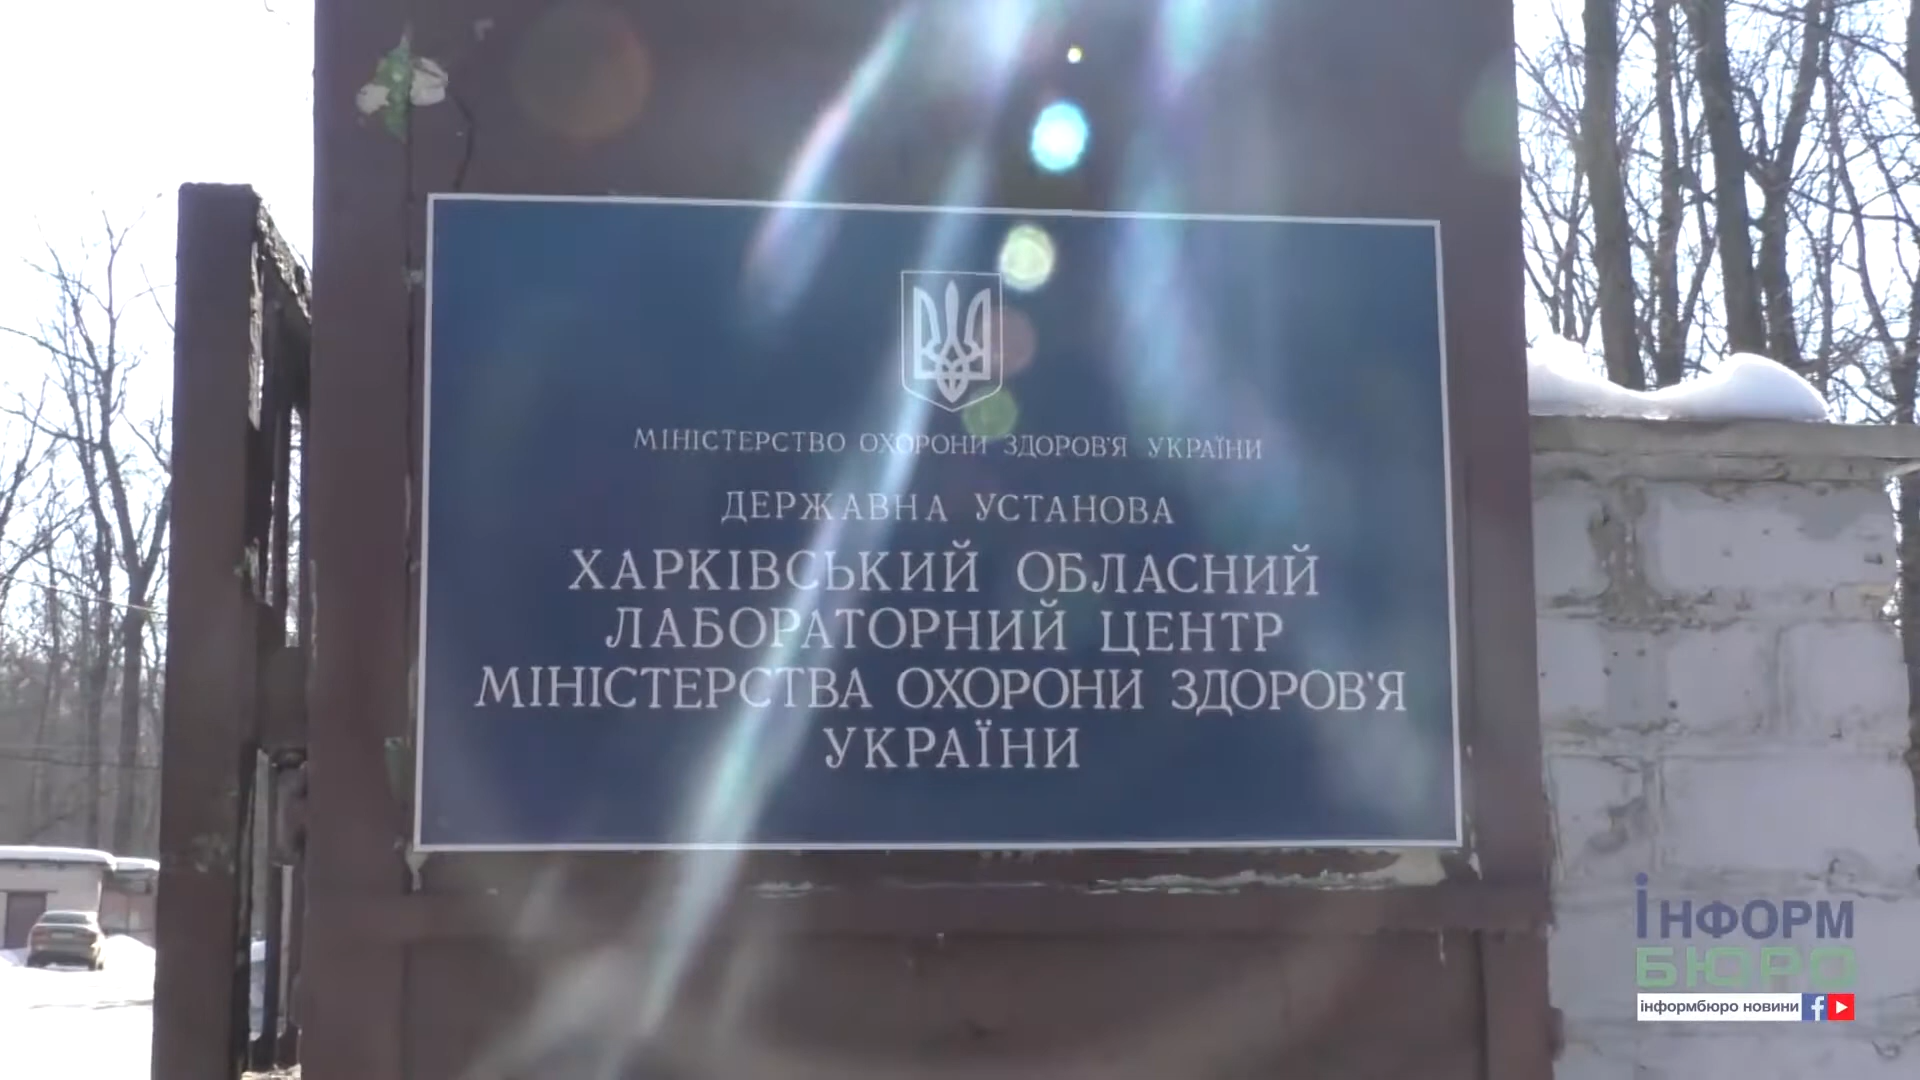 МІНІСТЕРСТВО ОХОРОНИ ЗДОРОВ'Я УКРАЇНИ
ДЕРЖАВНА УСТАНОВА
ХАРКІВСЬКИЙ ОБЛАСНИЙ
ЛАБОРАТОРНИЙ ЦЕНТР
МІНІСТЕРСТВА ОХОРОНИ ЗДОРОВ'Я
УКРАЇНИ
ІНФОРМ
БЮРО
інформбюро новини